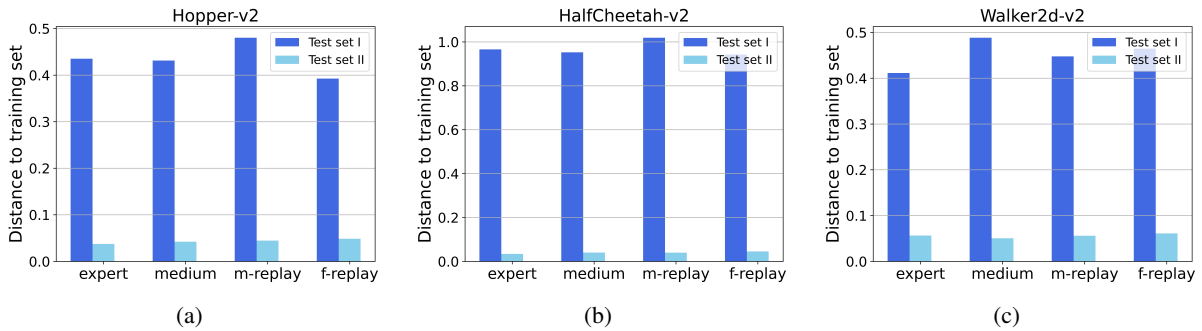 Hopper-v2
Distance to training set
0.5
0.4
0.3
0.2
0.1
0.0
Test set I
Test set II
expert medium m-replay f-replay
(a)
HalfCheetah-v2
Distance to training set
1.0
0.8
0.6
0.4
0.2
0.0
Test set I
Test set II
expert medium m-replay f-replay
(b)
Walker2d-v2
Distance to training set
0.5
0.4
0.3
0.2
0.1
0.0
Test set I
Test set II
expert medium m-replay f-replay
(c)